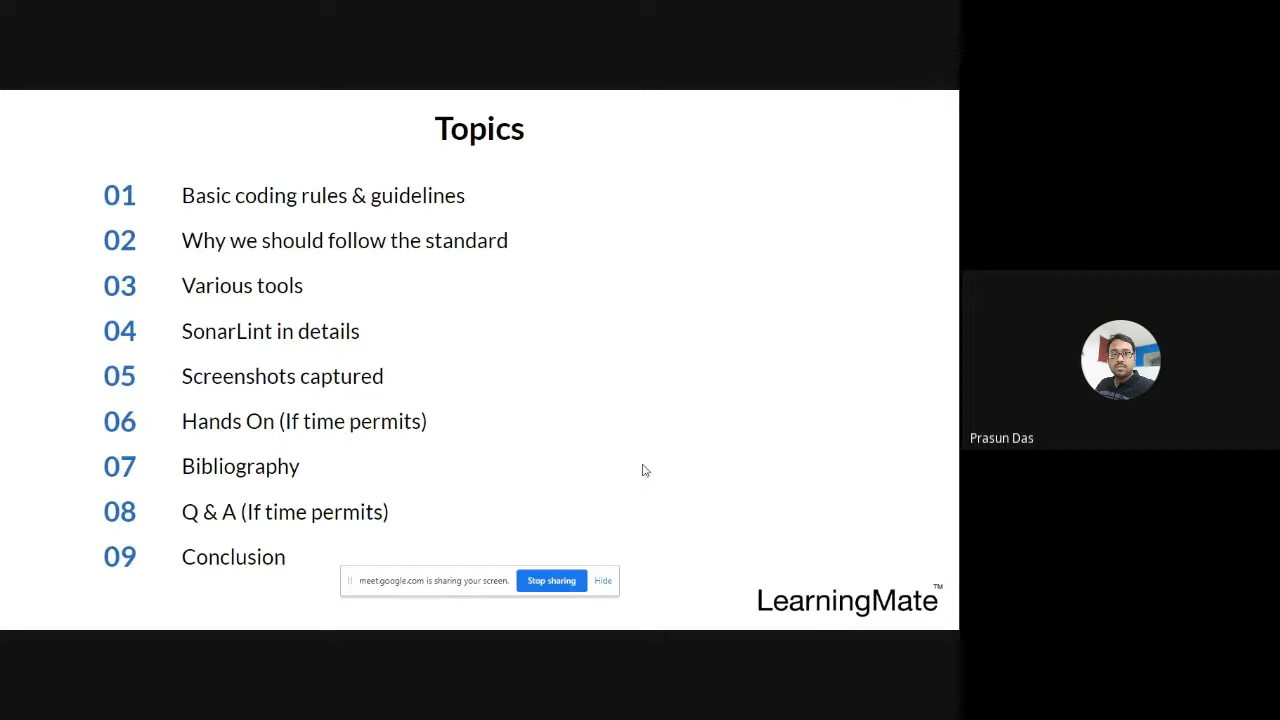 Topics
01 Basic coding rules & guidelines
02 Why we should follow the standard
03 Various tools
04 SonarLint in details
05 Screenshots captured
06 Hands On (If time permits)
07 Bibliography
08 Q & A (If time permits)
09 Conclusion
meet.google.com is sharing your screen. Stop sharing Hide
LearningMate™
Prasun Das